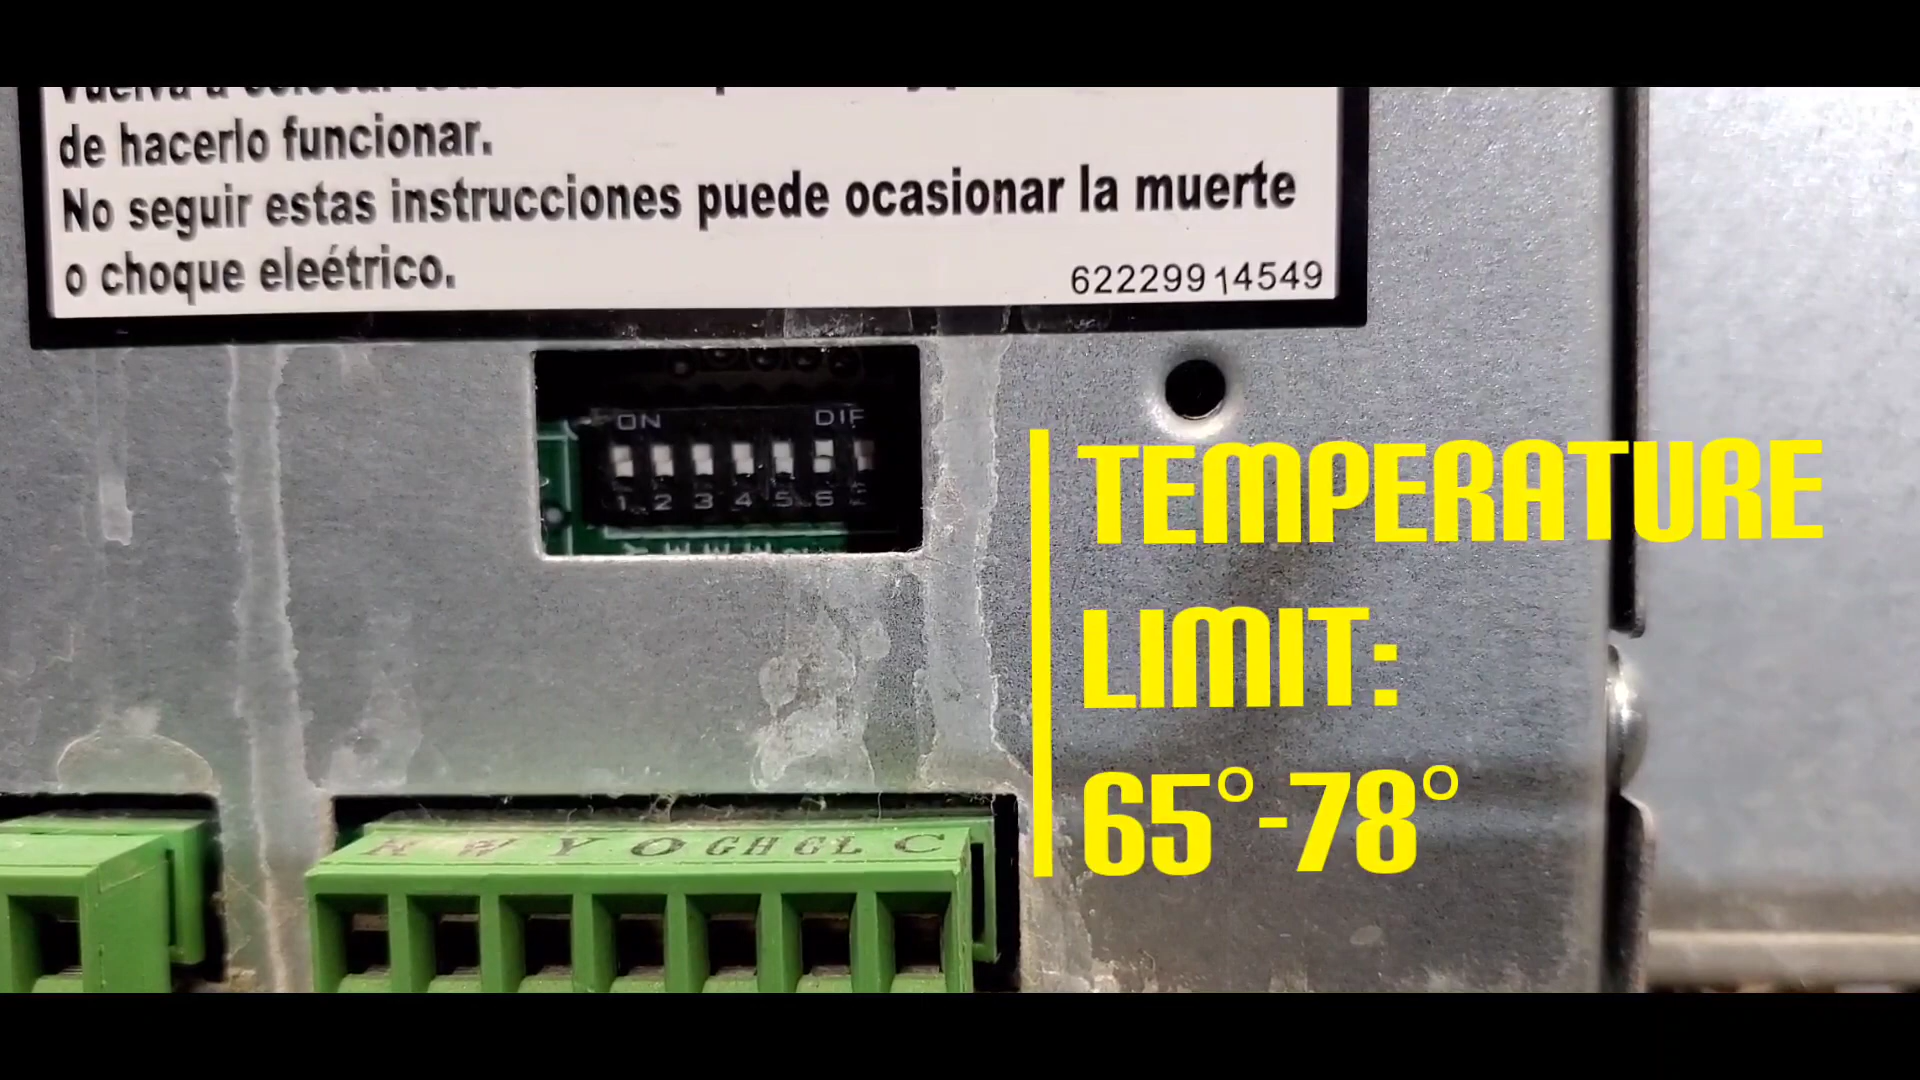 de hacerlo funcionar.
No seguir estas instrucciones puede ocasionar la muerte
o choque eleétrico.
62229914549
ON DIP
1 2 3 4 5 6
TEMPERATURE
LIMIT:
65°-78°
W Y O GH GL C